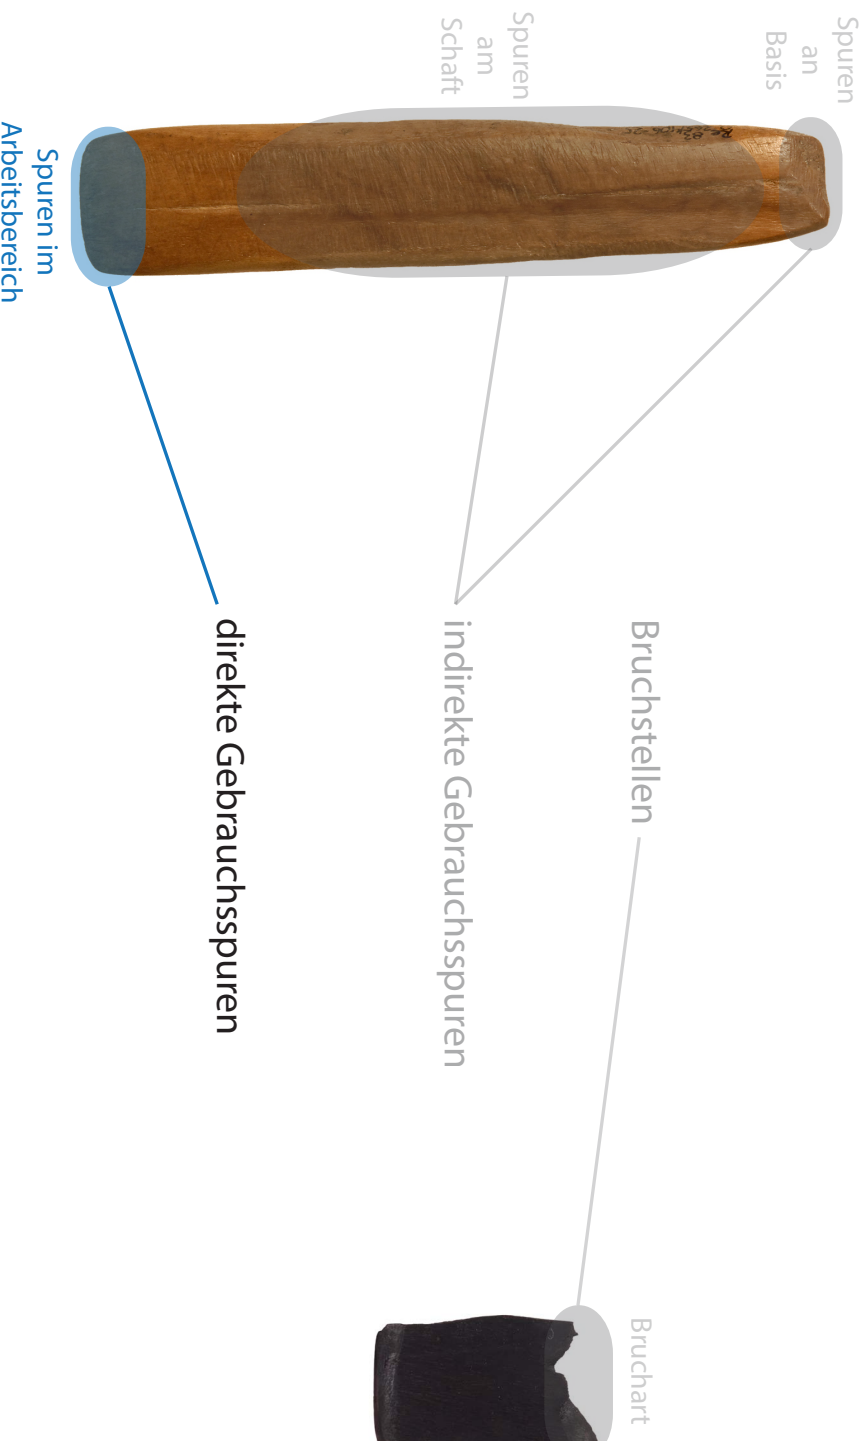 Spuren
an
Basis
Spuren
am
Schaft
Spuren im
Arbeitsbereich
Bruchstellen
indirekte Gebrauchsspuren
direkte Gebrauchsspuren
Bruchart